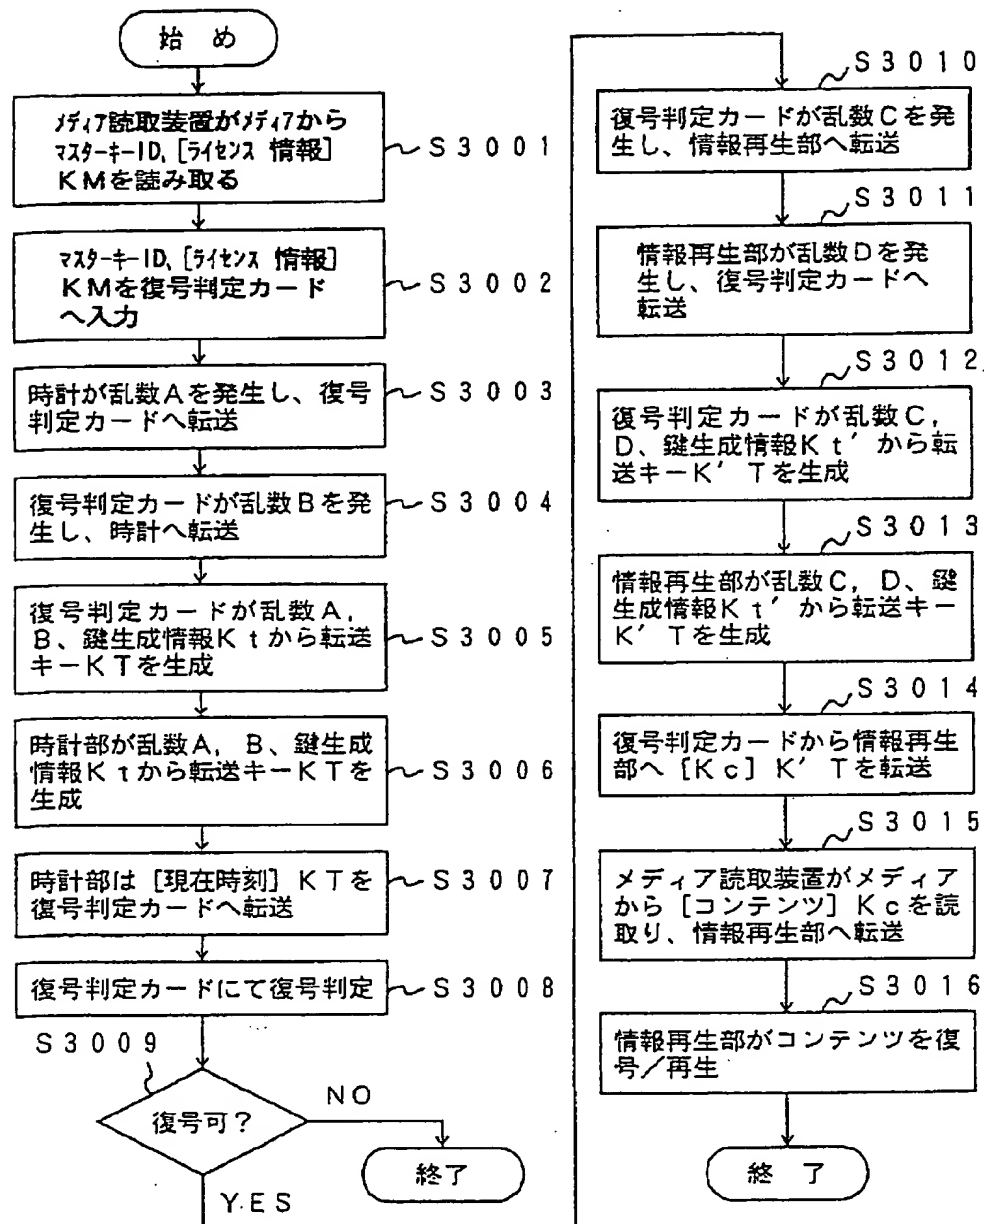 始め
メディア読取装置がメディアから
マスターキーID、[ライセンス 情報]
KMを読み取る
S3001
マスターキーID、[ライセンス 情報]
KMを復号判定カード
へ入力
S3002
時計が乱数Aを発生し、復号
判定カードへ転送
S3003
復号判定カードが乱数Bを発
生し、時計へ転送
S3004
復号判定カードが乱数A,
B、鍵生成情報Ktから転送
キーKTを生成
S3005
時計部が乱数A, B、鍵生成
情報Ktから転送キーKTを
生成
S3006
時計部は [現在時刻] KTを
復号判定カードへ転送
S3007
復号判定カードにて復号判定
S3008
S3009
復号可?
NO
終了
YES
S3010
復号判定カードが乱数Cを発
生し、情報再生部へ転送
S3011
情報再生部が乱数Dを発
生し、復号判定カードへ
転送
S3012
復号判定カードが乱数C,
D、鍵生成情報Kt′から転
送キーK′Tを生成
S3013
情報再生部が乱数C, D、鍵
生成情報Kt′から転送キー
K′Tを生成
S3014
復号判定カードから情報再生
部へ [Kc] K′Tを転送
S3015
メディア読取装置がメディア
から [コンテンツ] Kcを読
取り、情報再生部へ転送
S3016
情報再生部がコンテンツを復
号/再生
終了